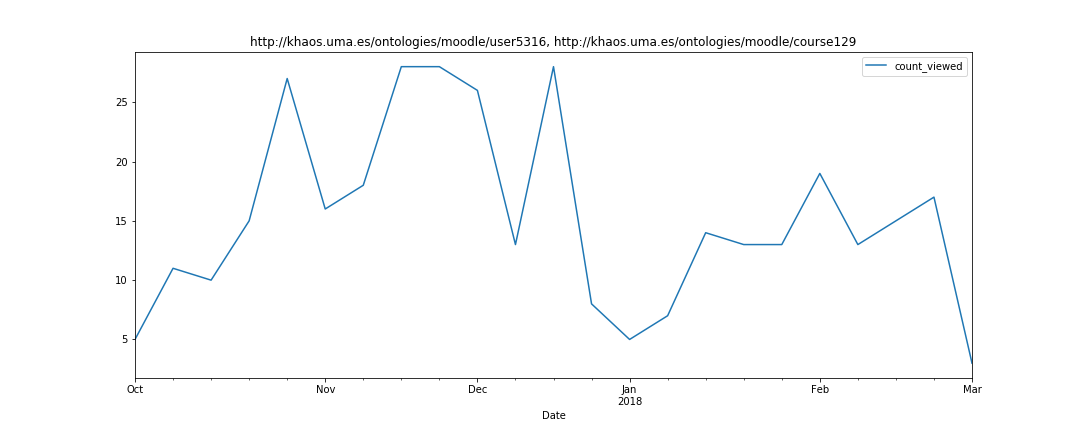 http://khaos.uma.es/ontologies/moodle/user5316, http://khaos.uma.es/ontologies/moodle/course129
count_viewed
25
20
15
10
5
Oct Nov Dec Jan Feb Mar
2018
Date